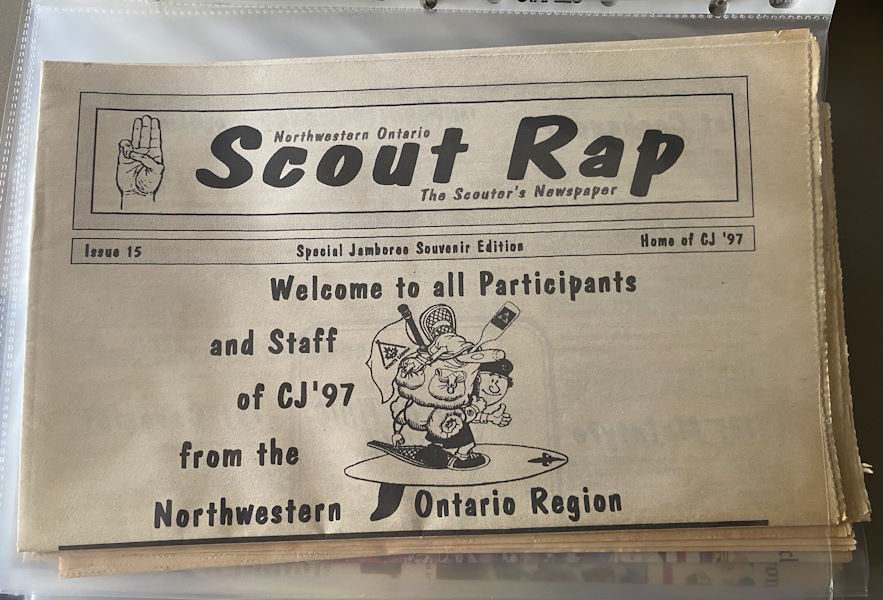 Northwestern Ontario
Scout Rap
The Scouter's Newspaper
Issue 15 Special Jamboree Souvenir Edition Home of CJ '97
Welcome to all Participants
and Staff
of CJ'97
from the
Northwestern Ontario Region